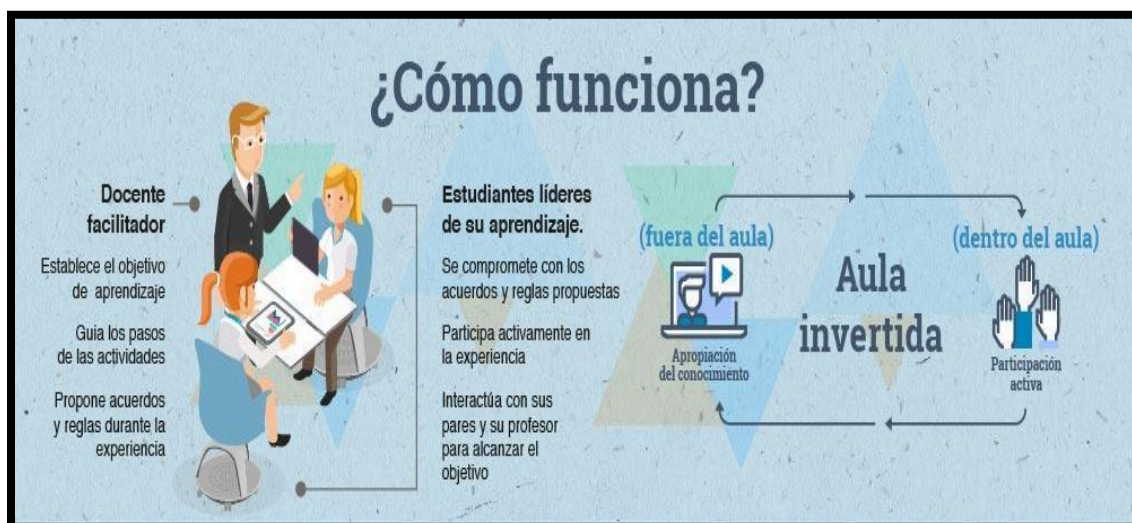 ¿Cómo funciona?
Docente
facilitador
Establece el objetivo
de aprendizaje
Guia los pasos
de las actividades
Propone acuerdos
y reglas durante la
experiencia
Estudiantes líderes
de su aprendizaje.
Se compromete con los
acuerdos y reglas propuestas
Participa activamente en
la experiencia
Interactúa con sus
pares y su profesor
para alcanzar el
objetivo
(fuera del aula)
Apropiación
del conocimiento
Aula
invertida
(dentro del aula)
Participación
activa